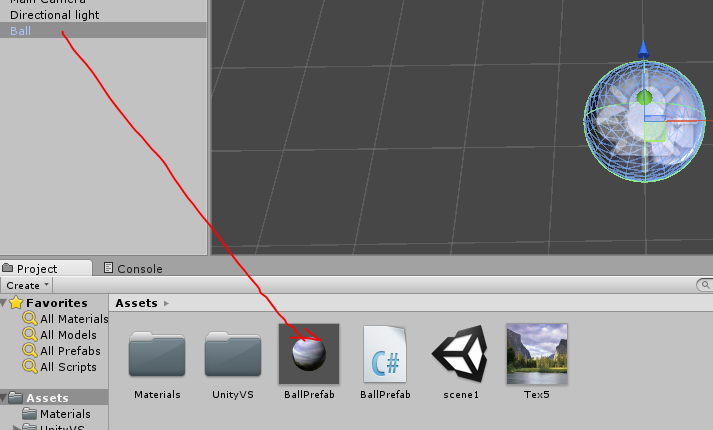 Main Camera
Directional light
Ball
Project
Console
Create
Favorites
All Materials
All Models
All Prefabs
All Scripts
Assets
Materials
UnityVS
Assets
Materials
UnityVS
BallPrefab
C#
BallPrefab
scene1
Tex5